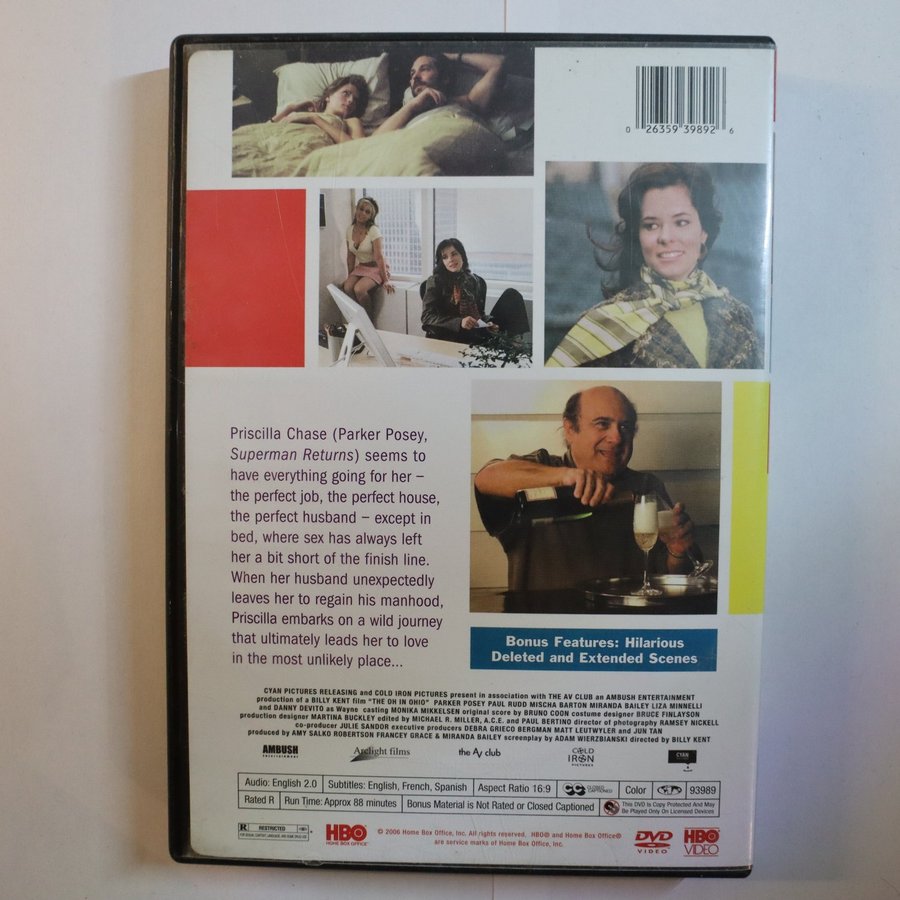 0 26359 39892 6
Priscilla Chase (Parker Posey,
Superman Returns) seems to
have everything going for her –
the perfect job, the perfect house,
the perfect husband – except in
bed, where sex has always left
her a bit short of the finish line.
When her husband unexpectedly
leaves her to regain his manhood,
Priscilla embarks on a wild journey
that ultimately leads her to love
in the most unlikely place...
Bonus Features: Hilarious
Deleted and Extended Scenes
CYAN PICTURES RELEASING and COLD IRON PICTURES present in association with THE AV CLUB an AMBUSH ENTERTAINMENT
production of a BILLY KENT film "THE OH IN OHIO" PARKER POSEY PAUL RUDD MISCHA BARTON MIRANDA BAILEY LIZA MINNELLI
and DANNY DEVITO as Wayne casting MONIKA MIKKELSEN original score by BRUNO COON costume designer BRUCE FINLAYSON
production designer MARTINA BUCKLEY edited by MICHAEL R. MILLER, A.C.E. and PAUL BERTINO director of photography RAMSEY NICKELL
co-producer JULIE SANDOR executive producers DEBRA GRIECO BERGMAN MATT LEUTWYLER and JUN TAN
produced by AMY SALKO ROBERTSON FRANCEY GRACE & MIRANDA BAILEY screenplay by ADAM WIERZBIANSKI directed by BILLY KENT
AMBUSH
ENTERTAINMENT
Arclight films
the A/ club
COLD
IRON
PICTURES
CYAN
Audio: English 2.0
Subtitles: English, French, Spanish
Aspect Ratio 16:9
CC CLOSED CAPTIONED
Color
93989
Rated R
Run Time: Approx 88 minutes
Bonus Material is Not Rated or Closed Captioned
This DVD Is Copy Protected And May
Be Played Only On Licensed Devices
R RESTRICTED
HBO
HOME BOX OFFICE
© 2006 Home Box Office, Inc. All rights reserved. HBO® and Home Box Office®
are service marks of Home Box Office, Inc.
DVD
VIDEO
HBO
VIDEO